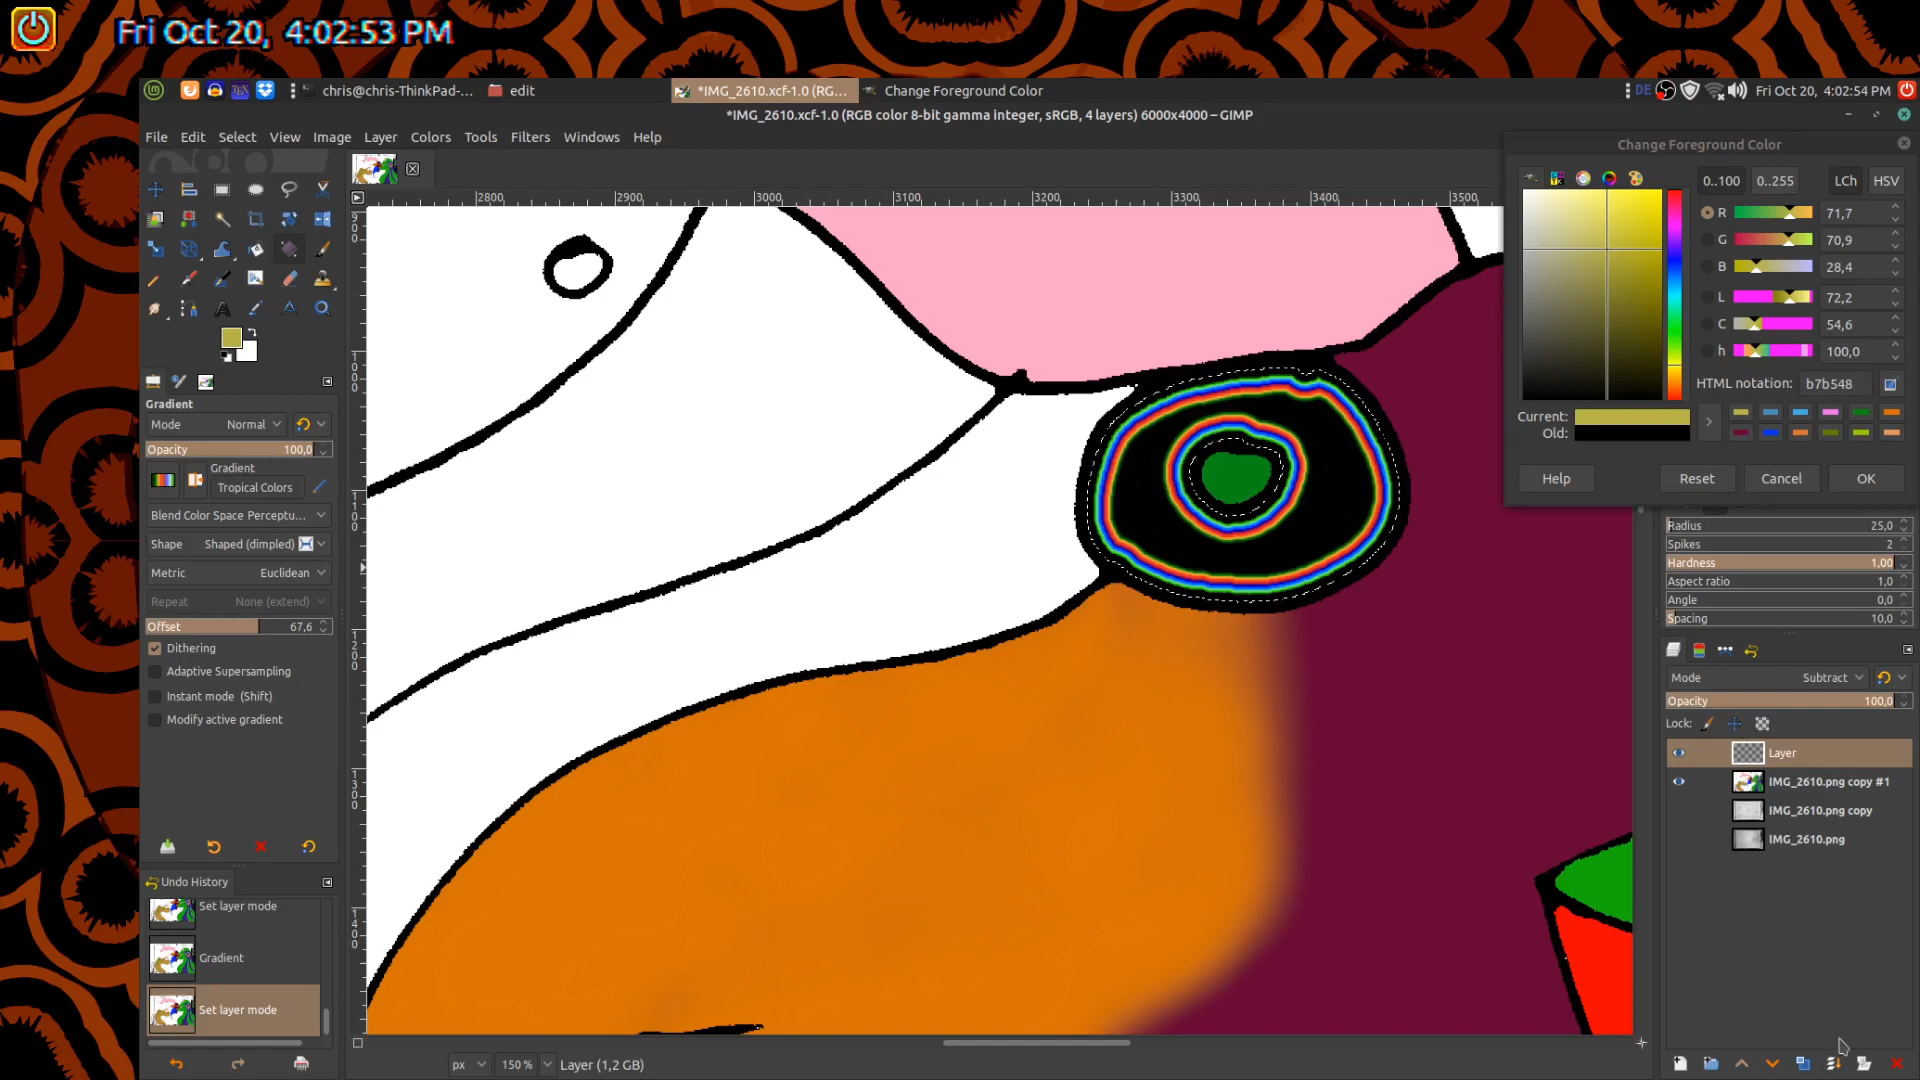 Fri Oct 20, 4:02:53 PM
chris@chris-ThinkPad-...
edit
*IMG_2610.xcf-1.0 (RG...
Change Foreground Color
DE
Fri Oct 20, 4:02:54 PM
*IMG_2610.xcf-1.0 (RGB color 8-bit gamma integer, sRGB, 4 layers) 6000x4000 – GIMP
File Edit Select View Image Layer Colors Tools Filters Windows Help
Change Foreground Color
0..100 0..255 LCh HSV
R 71,7
G 70,9
B 28,4
L 72,2
C 54,6
h 100,0
HTML notation: b7b548
Current:
Old:
Help Reset Cancel OK
2800 2900 3000 3100 3200 3300 3400 3500
900
1000
1100
1200
1300
1400
Gradient
Mode Normal
Opacity 100,0
Gradient
Tropical Colors
Blend Color Space Perceptu...
Shape Shaped (dimpled)
Metric Euclidean
Repeat None (extend)
Offset 67,6
Dithering
Adaptive Supersampling
Instant mode (Shift)
Modify active gradient
Undo History
Set layer mode
Gradient
Set layer mode
Radius 25,0
Spikes 2
Hardness 1,00
Aspect ratio 1,0
Angle 0,0
Spacing 10,0
Mode Subtract
Opacity 100,0
Lock:
Layer
IMG_2610.png copy #1
IMG_2610.png copy
IMG_2610.png
px 150 % Layer (1,2 GB)